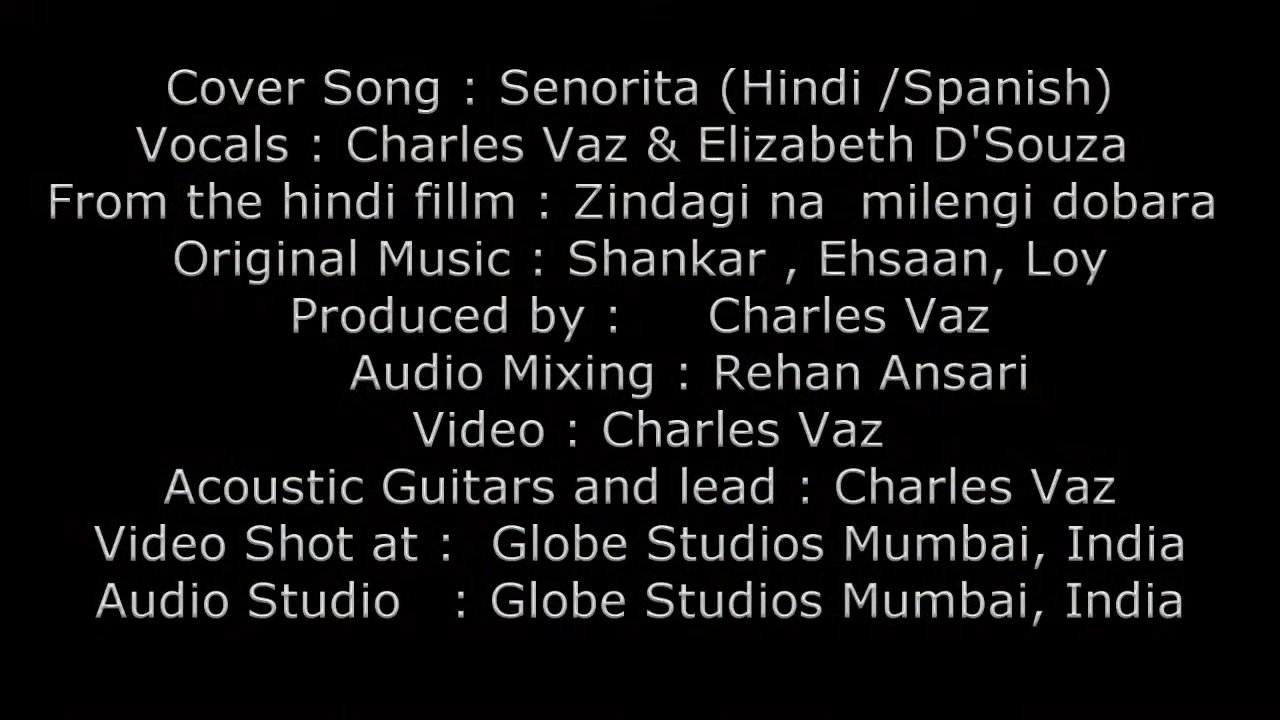 Cover Song : Senorita (Hindi /Spanish)
Vocals : Charles Vaz & Elizabeth D'Souza
From the hindi fillm : Zindagi na  milengi dobara
Original Music : Shankar , Ehsaan, Loy
Produced by :     Charles Vaz
Audio Mixing : Rehan Ansari
Video : Charles Vaz
Acoustic Guitars and lead : Charles Vaz
Video Shot at :  Globe Studios Mumbai, India
Audio Studio   : Globe Studios Mumbai, India